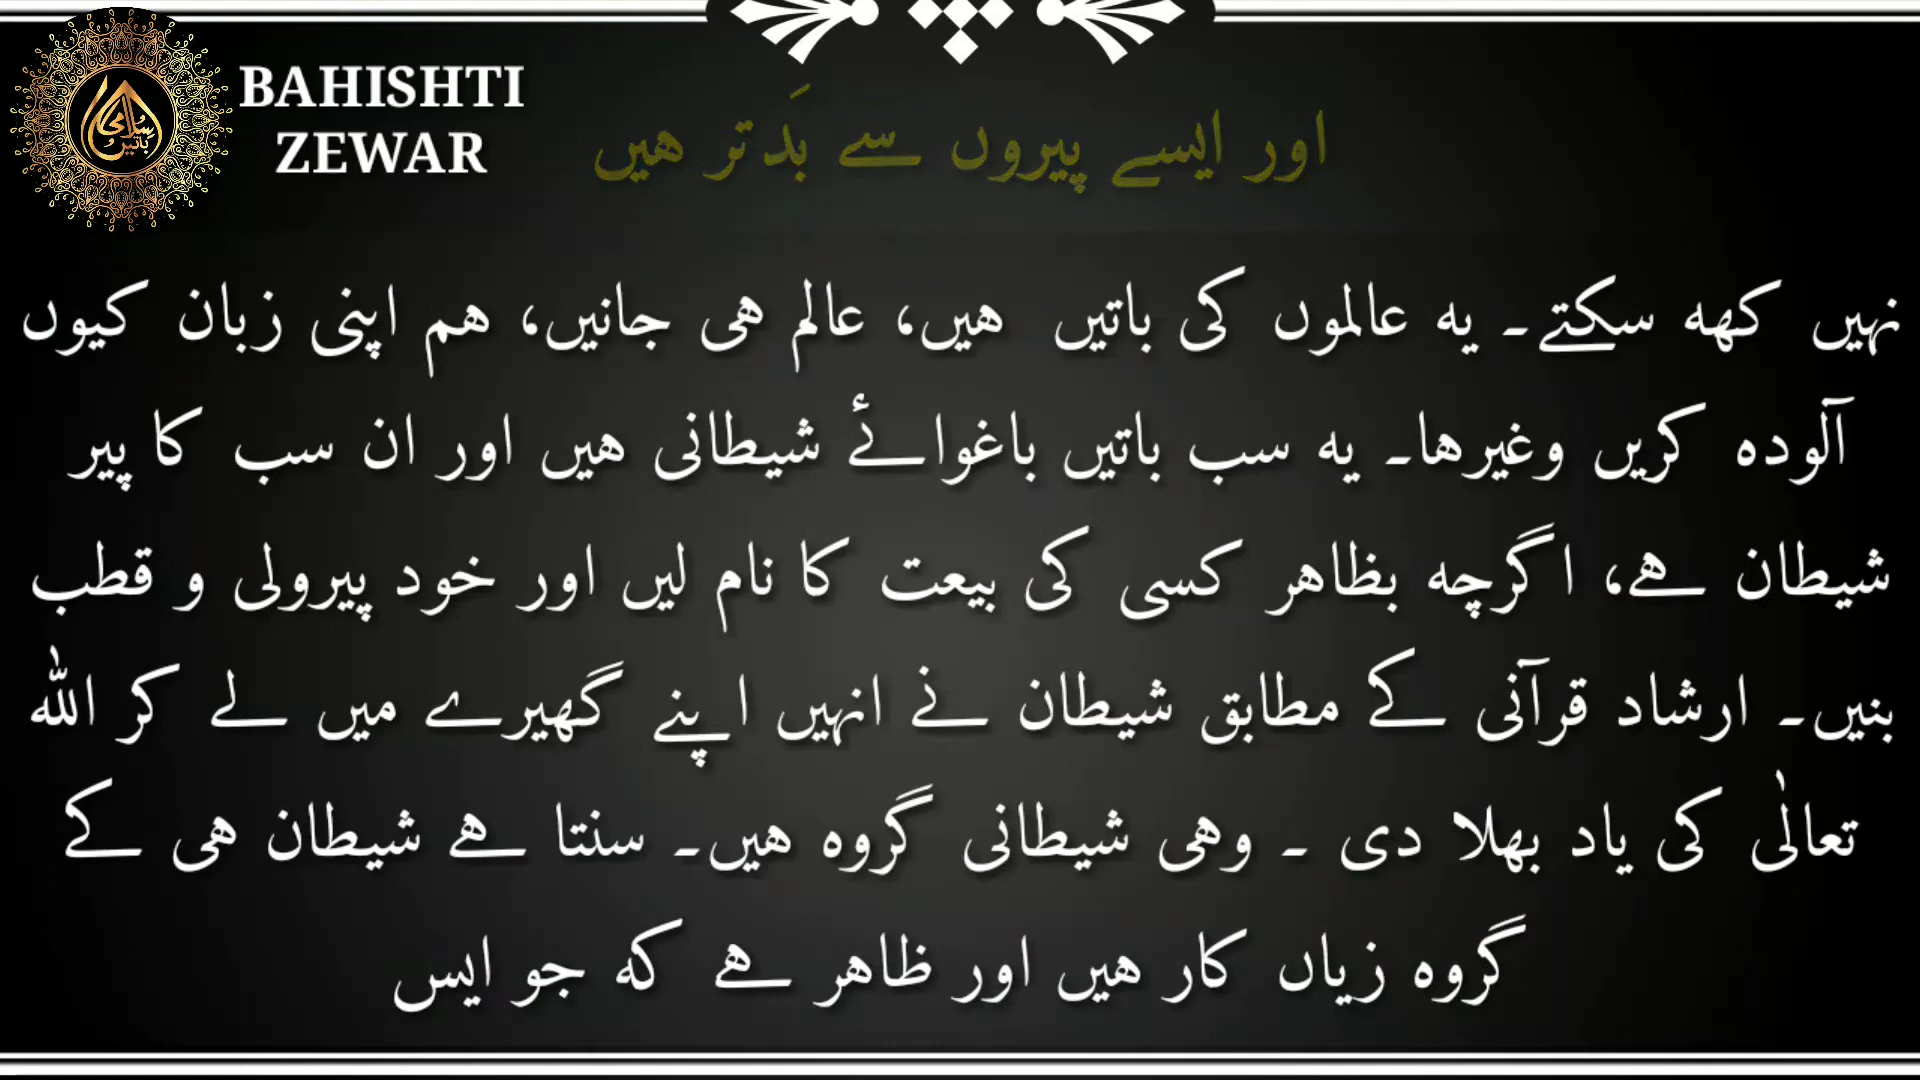 BAHISHTI
ZEWAR
اور ایسے پیروں سے بَدتر ہیں
نہیں کہہ سکتے۔ یہ عالموں کی باتیں ہیں، عالم ہی جانیں، ہم اپنی زبان کیوں
آلودہ کریں وغیرہا۔ یہ سب باتیں باغوائے شیطانی ہیں اور ان سب کا پیر
شیطان ہے، اگرچہ بظاہر کسی کی بیعت کا نام لیں اور خود پیرولی و قطب
بنیں۔ ارشاد قرآنی کے مطابق شیطان نے انہیں اپنے گھیرے میں لے کر اللہ
تعالٰی کی یاد بھلا دی ۔ وہی شیطانی گروہ ہیں۔ سنتا ہے شیطان ہی کے
گروہ زیاں کار ہیں اور ظاہر ہے کہ جو ایس